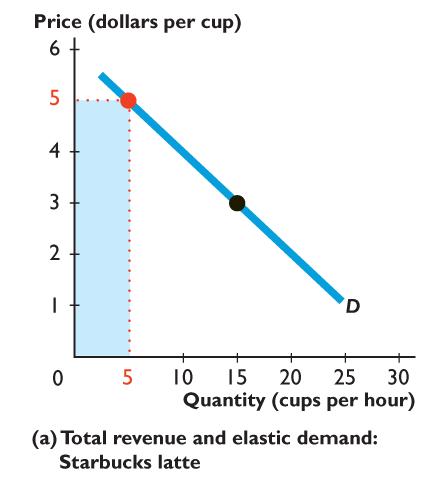 Price (dollars per cup)
6
5
4
3
2
1
D
0 5 10 15 20 25 30
Quantity (cups per hour)
(a) Total revenue and elastic demand:
Starbucks latte